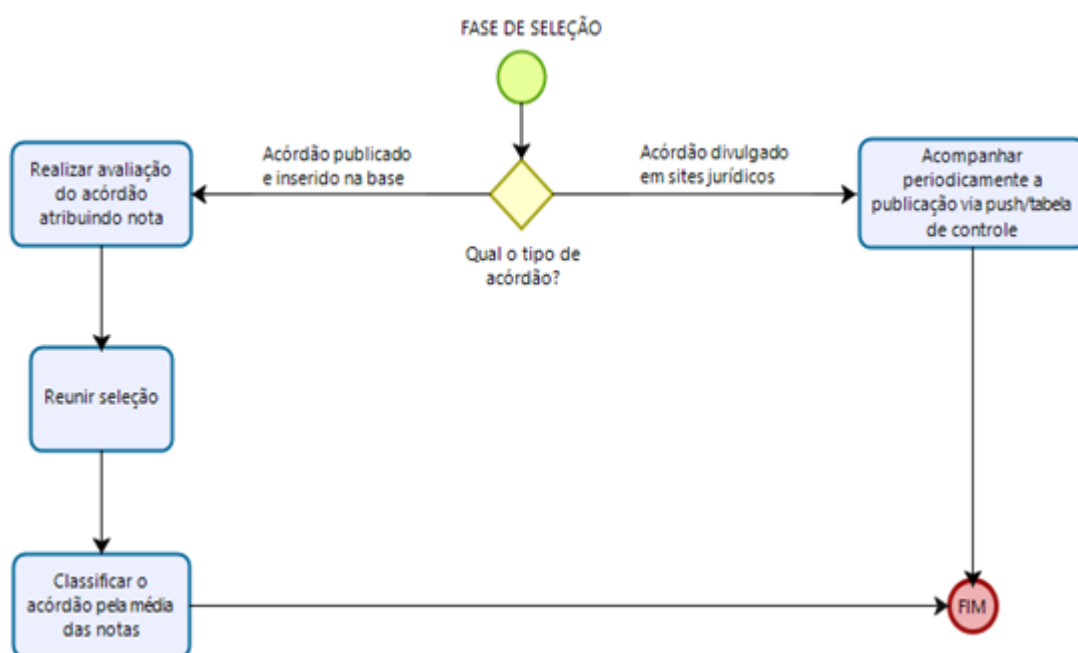 FASE DE SELEÇÃO
Realizar avaliação
do acórdão
atribuindo nota
Acórdão publicado
e inserido na base
Acórdão divulgado
em sites jurídicos
Acompanhar
periodicamente a
publicação via push/tabela
de controle
Qual o tipo de
acórdão?
Reunir seleção
Classificar o
acórdão pela média
das notas
FIM